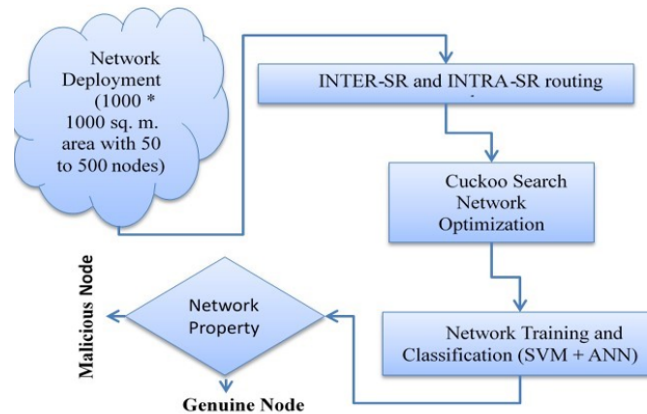 Network
Deployment
(1000 *
1000 sq. m.
area with 50
to 500 nodes)
INTER-SR and INTRA-SR routing
.
Cuckoo Search
Network
Optimization
Network Training and
Classification (SVM + ANN)
Network
Property
Malicious Node
Genuine Node